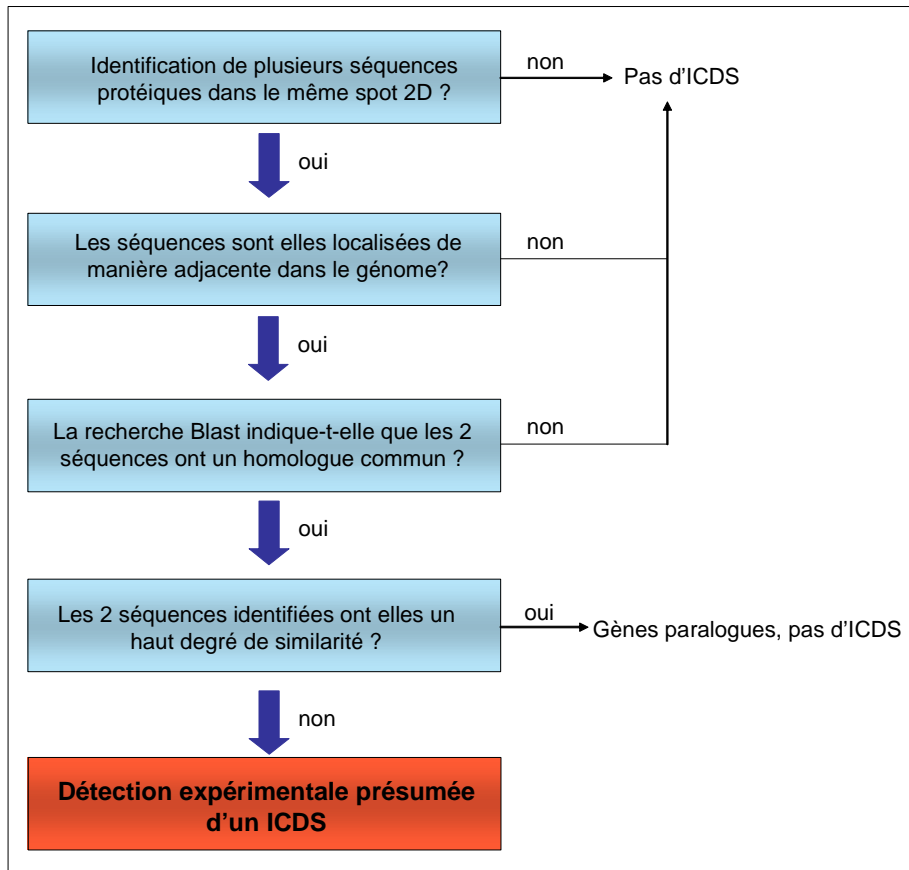 Identification de plusieurs séquences
protéiques dans le même spot 2D ?
non
Pas d'ICDS
oui
Les séquences sont elles localisées de
manière adjacente dans le génome?
non
oui
La recherche Blast indique-t-elle que les 2
séquences ont un homologue commun ?
non
oui
Les 2 séquences identifiées ont elles un
haut degré de similarité ?
oui
Gènes paralogues, pas d'ICDS
non
Détection expérimentale présumée
d’un ICDS